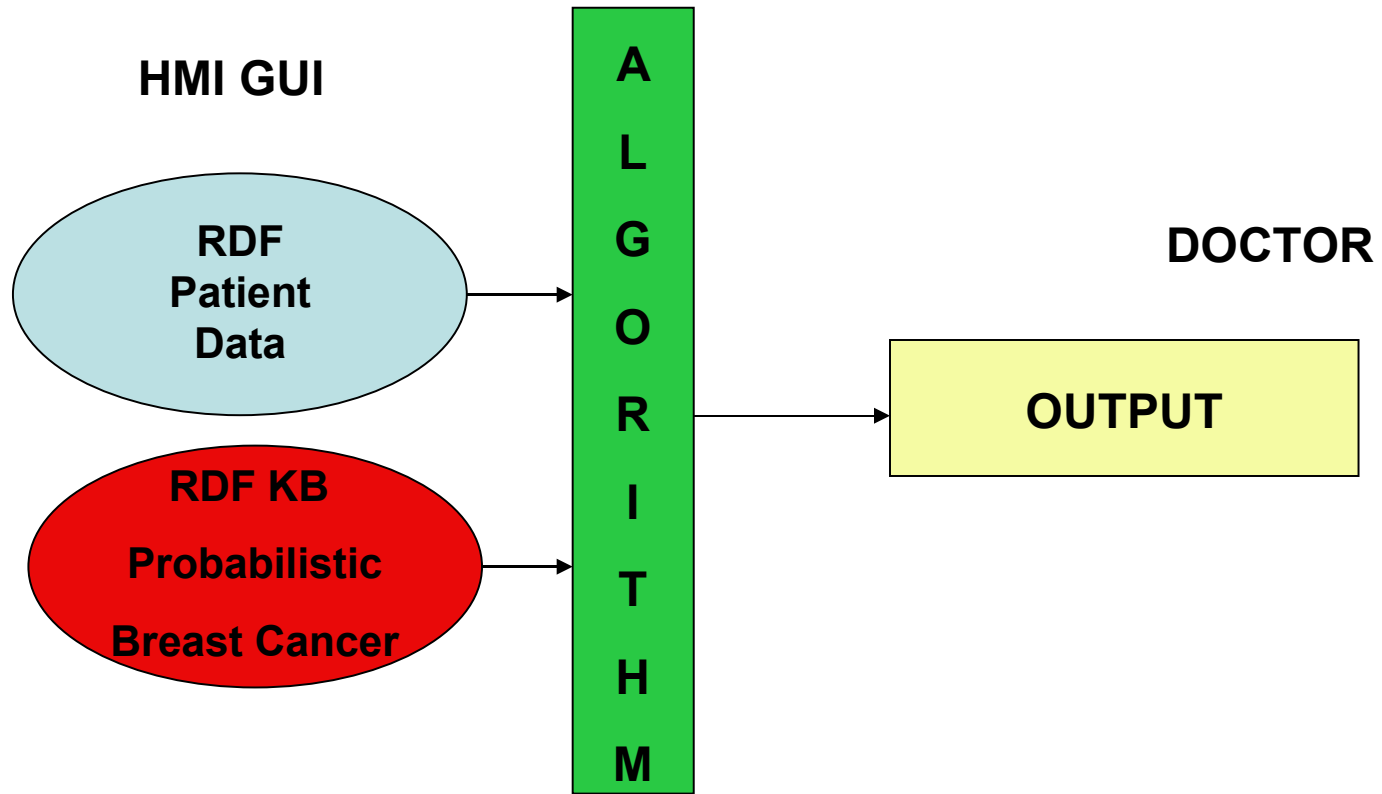 HMI GUI
RDF
Patient
Data
RDF KB
Probabilistic
Breast Cancer
A
L
G
O
R
I
T
H
M
DOCTOR
OUTPUT